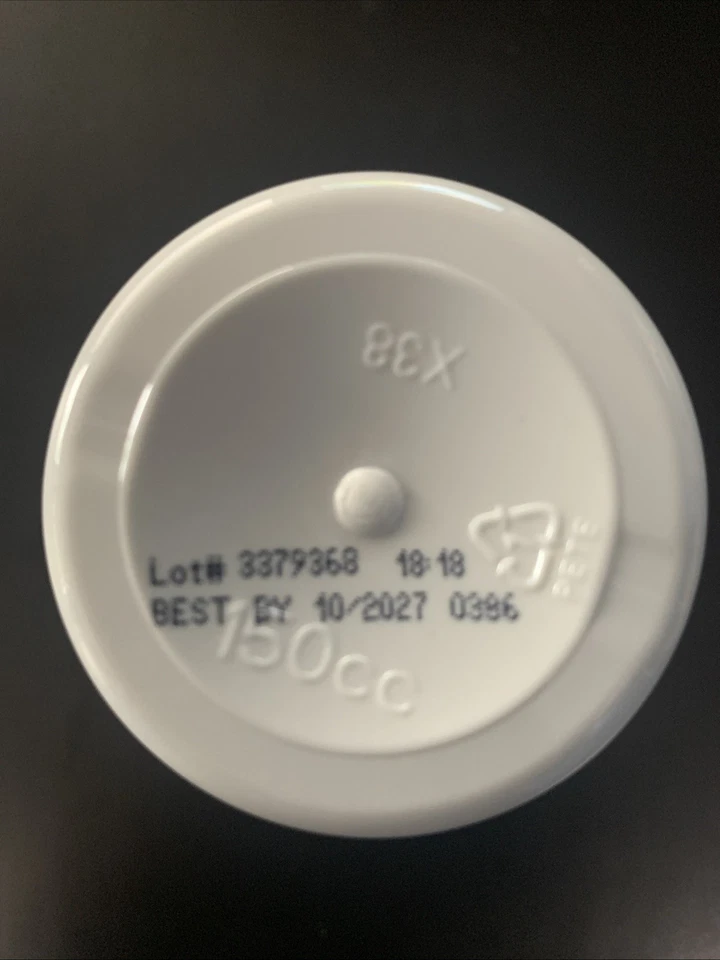 X38
Lot# 3379368 18:18
BEST BY 10/2027 0386
PETE
150cc